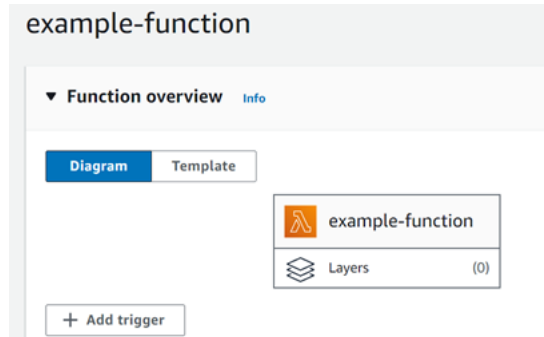 example-function
▼ Function overview Info
Diagram Template
example-function
Layers (0)
+ Add trigger